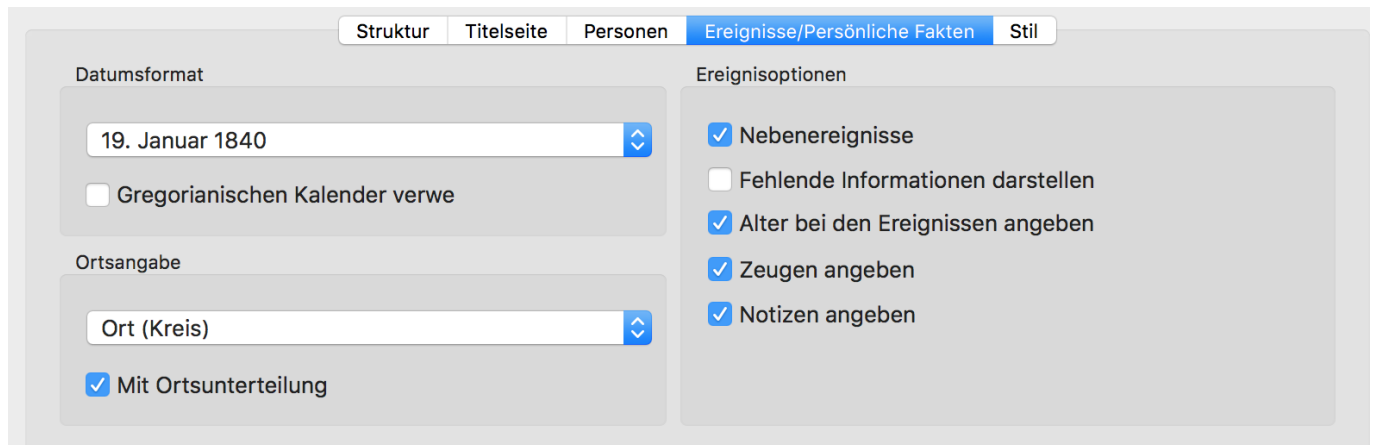 Struktur Titelseite Personen Ereignisse/Persönliche Fakten Stil
Datumsformat
19. Januar 1840
Gregorianischen Kalender verwe
Ortsangabe
Ort (Kreis)
Mit Ortsunterteilung
Ereignisoptionen
Nebenereignisse
Fehlende Informationen darstellen
Alter bei den Ereignissen angeben
Zeugen angeben
Notizen angeben